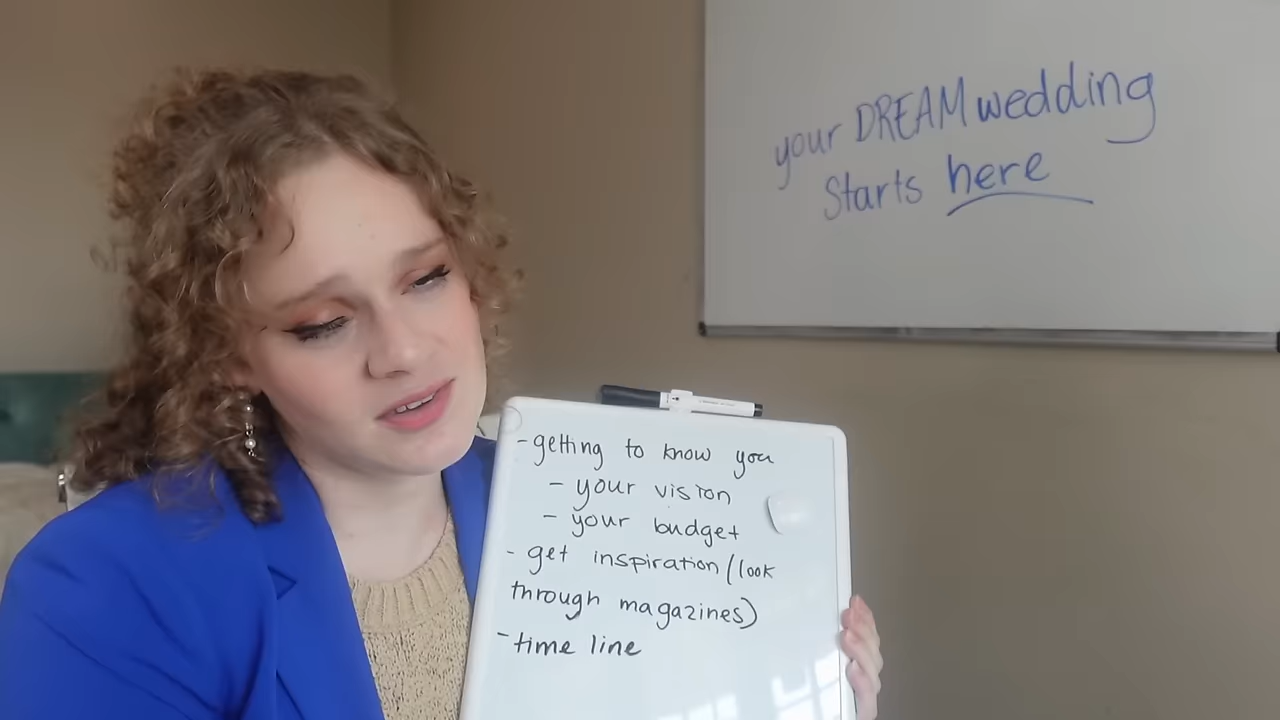 your DREAM wedding
Starts here
- getting to know you
- your vision
- your budget
- get inspiration/(look
through magazines)
- time line